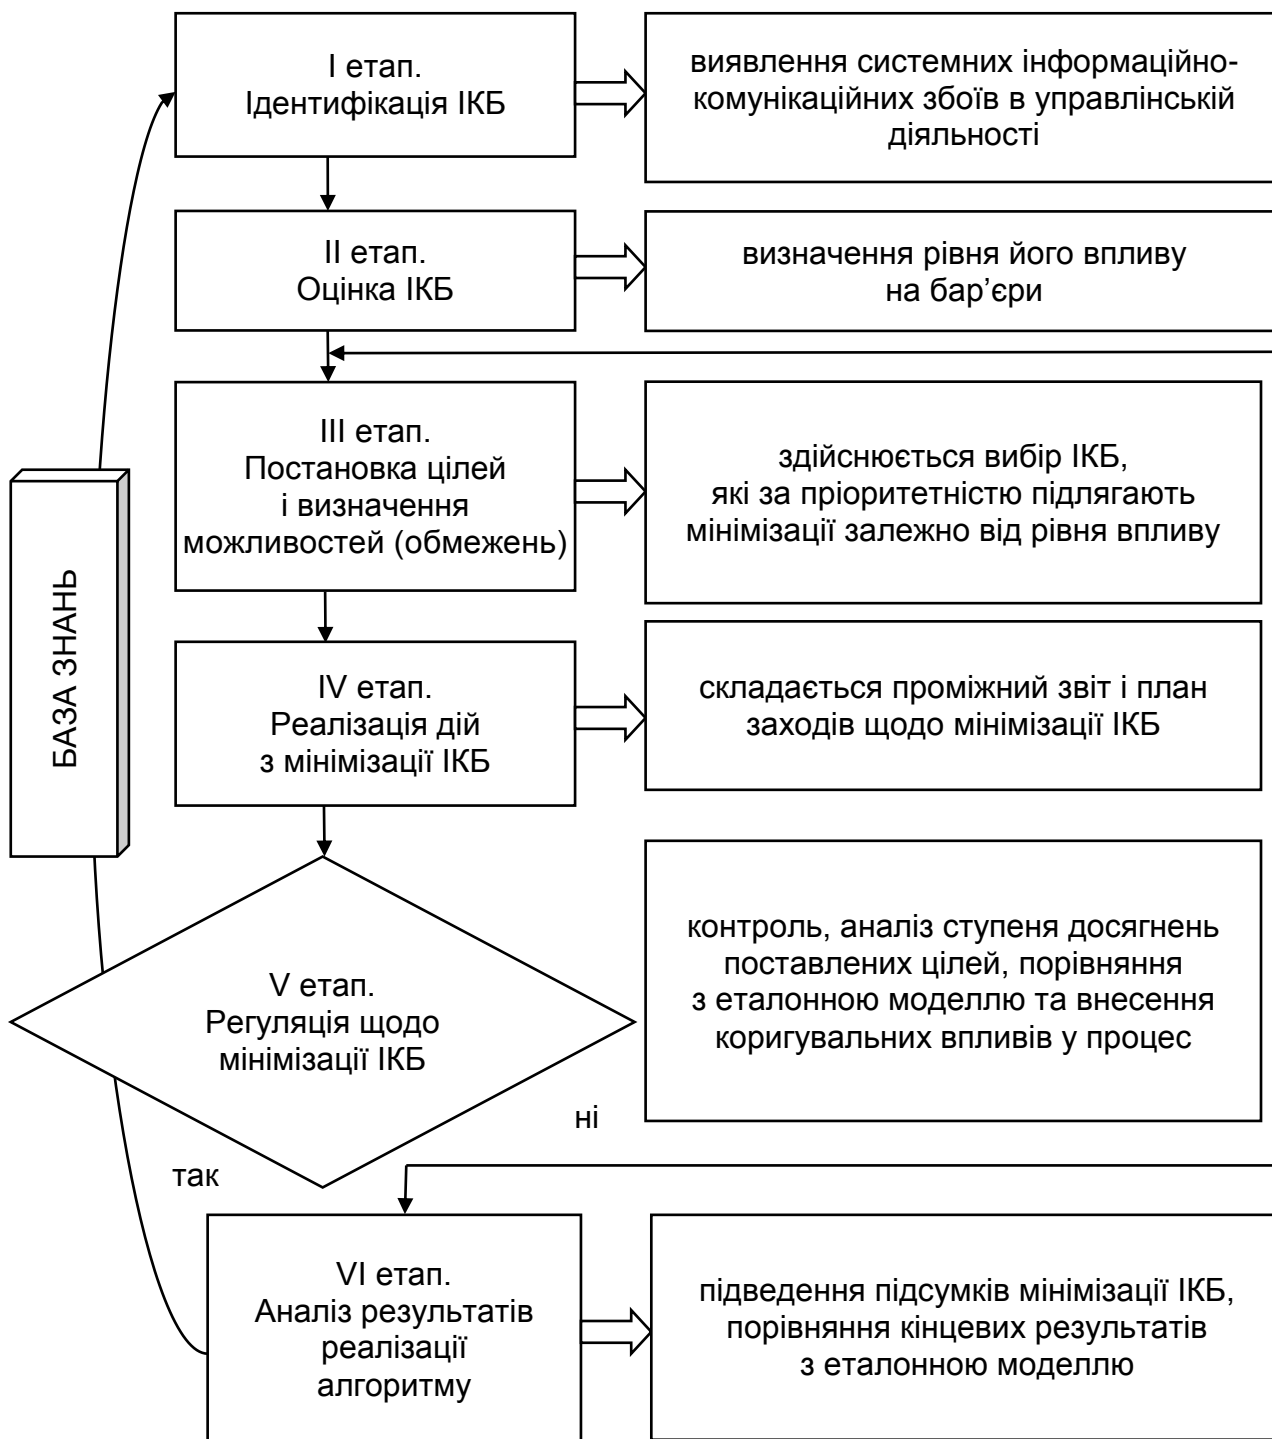 І етап.
Ідентифікація ІКБ
виявлення системних інформаційно-
комунікаційних збоїв в управлінській
діяльності
ІІ етап.
Оцінка ІКБ
визначення рівня його впливу
на бар’єри
ІІІ етап.
Постановка цілей
і визначення
можливостей (обмежень)
здійснюється вибір ІКБ,
які за пріоритетністю підлягають
мінімізації залежно від рівня впливу
БАЗА ЗНАНЬ
IV етап.
Реалізація дій
з мінімізації ІКБ
складається проміжний звіт і план
заходів щодо мінімізації ІКБ
V етап.
Регуляція щодо
мінімізації ІКБ
контроль, аналіз ступеня досягнень
поставлених цілей, порівняння
з еталонною моделлю та внесення
коригувальних впливів у процес
ні
так
VI етап.
Аналіз результатів
реалізації
алгоритму
підведення підсумків мінімізації ІКБ,
порівняння кінцевих результатів
з еталонною моделлю